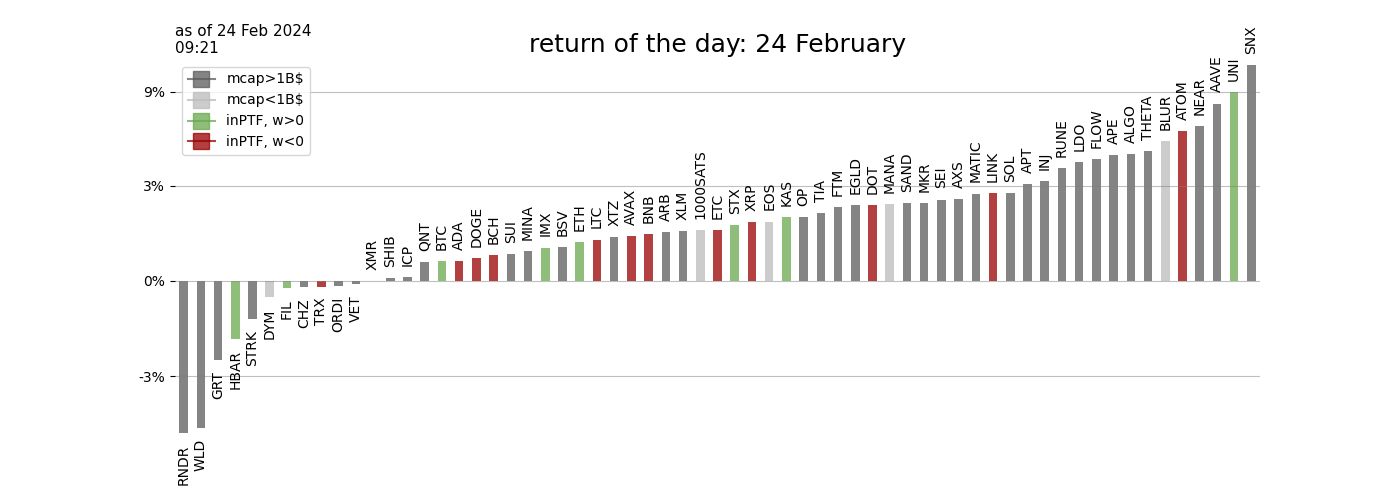 as of 24 Feb 2024
09:21
return of the day: 24 February
mcap>1B$
mcap<1B$
inPTF, w>0
inPTF, w<0
9%
3%
0%
-3%
RNDR
WLD
GRT
HBAR
STRK
DYM
FIL
CHZ
TRX
ORDI
VET
XMR
SHIB
ICP
QNT
BTC
ADA
DOGE
BCH
SUI
MINA
IMX
BSV
ETH
LTC
XTZ
AVAX
BNB
ARB
XLM
1000SATS
ETC
STX
XRP
EOS
KAS
OP
TIA
FTM
EGLD
DOT
MANA
SAND
MKR
SEI
AXS
MATIC
LINK
SOL
APT
INJ
RUNE
LDO
FLOW
APE
ALGO
THETA
BLUR
ATOM
NEAR
AAVE
UNI
SNX